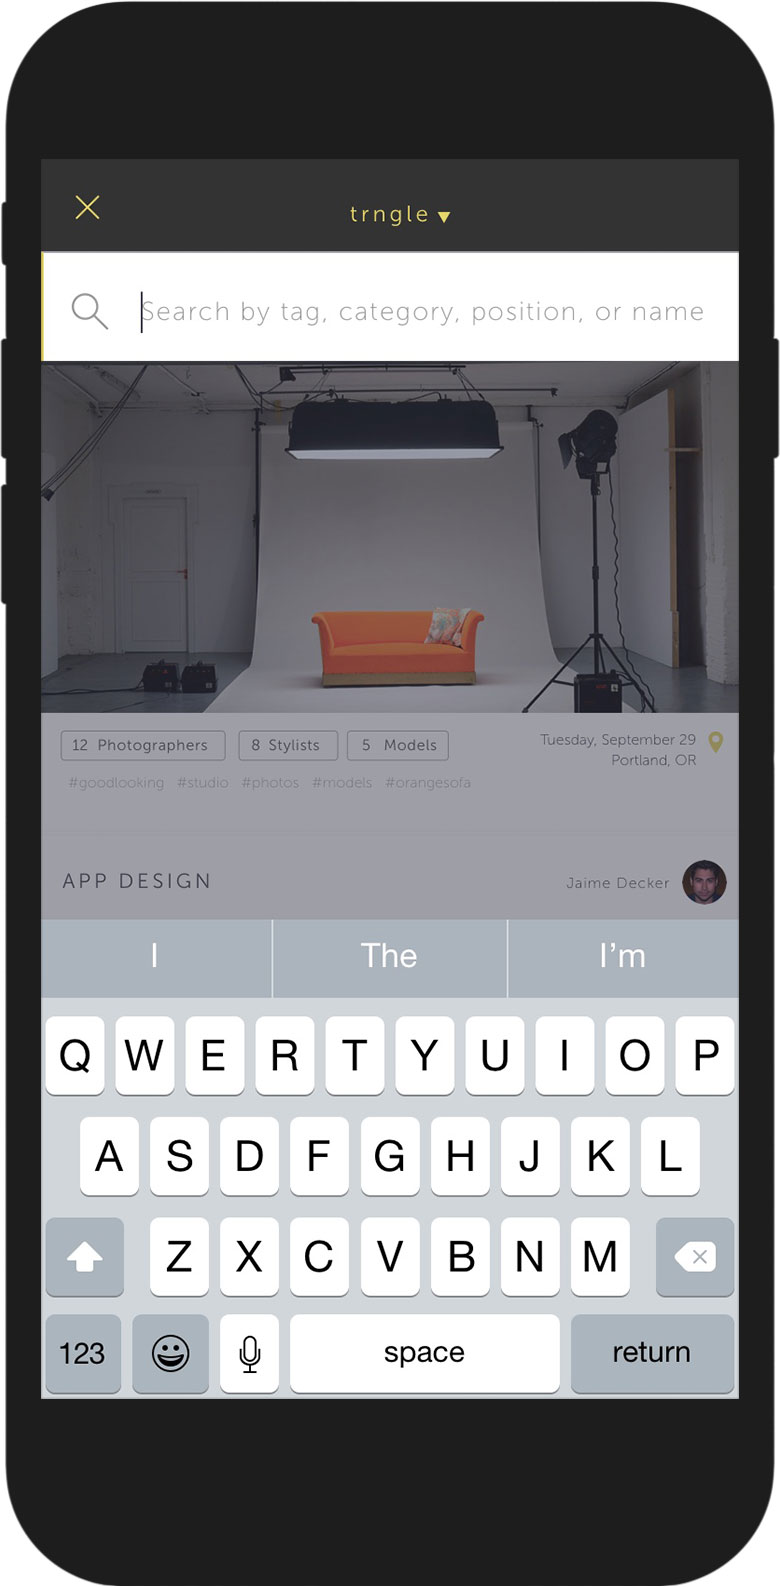 trngle
Search by tag, category, position, or name
12 Photographers 8 Stylists 5 Models
Tuesday, September 29
Portland, OR
#goodlooking #studio #photos #models #orangesofa
APP DESIGN Jaime Decker
I The I’m
Q W E R T Y U I O P
A S D F G H J K L
Z X C V B N M
123 space return